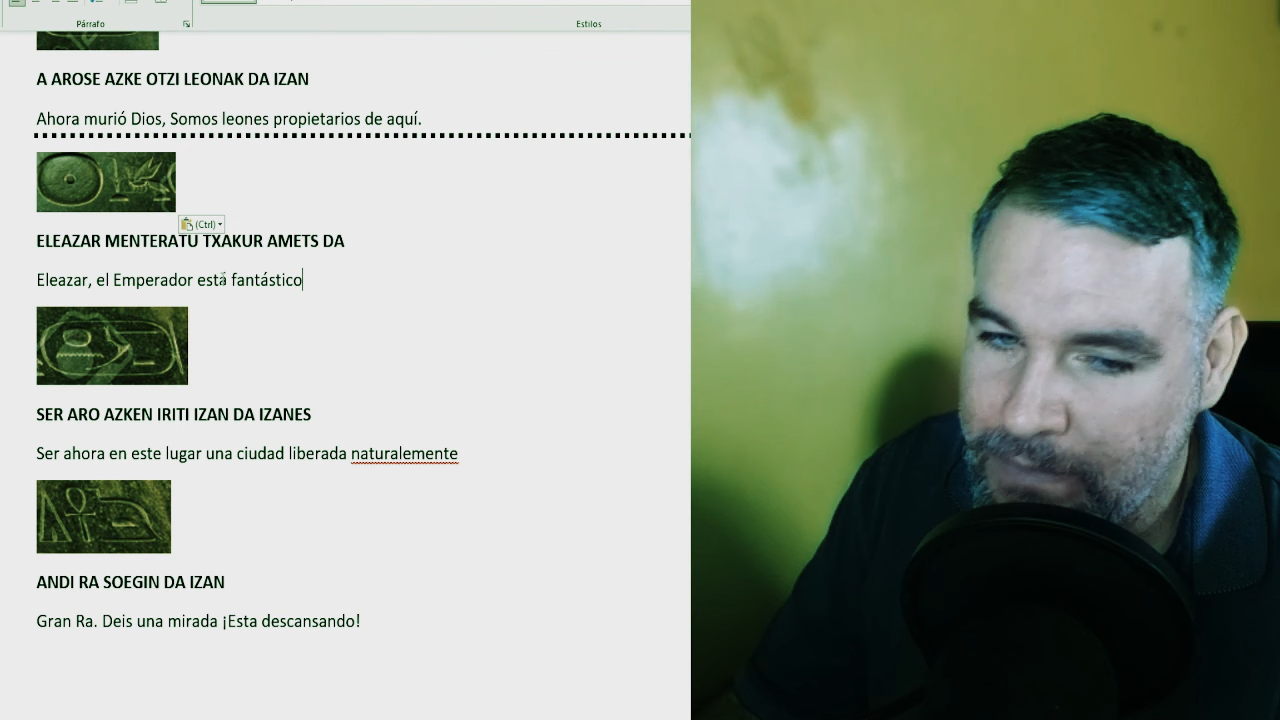 Párrafo
Estilos
A AROSE AZKE OTZI LEONAK DA IZAN
Ahora murió Dios, Somos leones propietarios de aquí.
(Ctrl)
ELEAZAR MENTERATU TXAKUR AMETS DA
Eleazar, el Emperador está fantástico
SER ARO AZKEN IRITI IZAN DA IZANES
Ser ahora en este lugar una ciudad liberada naturalemente
ANDI RA SOEGIN DA IZAN
Gran Ra. Deis una mirada ¡Esta descansando!